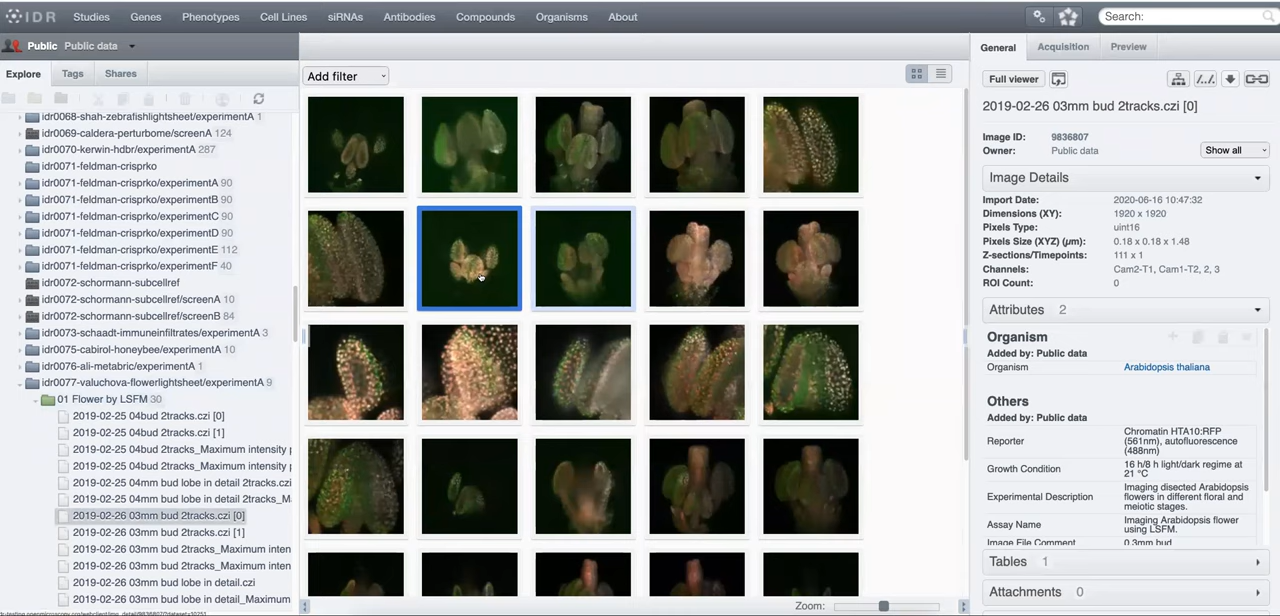 IDR Studies Genes Phenotypes Cell Lines siRNAs Antibodies Compounds Organisms About Search:
Public Public data
Explore Tags Shares
idr0068-shah-zebrafishlightsheet/experimentA 1
idr0069-caldera-perturbome/screenA 124
idr0070-kerwin-hdbr/experimentA 287
idr0071-feldman-crisprko
idr0071-feldman-crisprko/experimentA 90
idr0071-feldman-crisprko/experimentB 90
idr0071-feldman-crisprko/experimentC 90
idr0071-feldman-crisprko/experimentD 90
idr0071-feldman-crisprko/experimentE 112
idr0071-feldman-crisprko/experimentF 40
idr0072-schormann-subcellref
idr0072-schormann-subcellref/screenA 10
idr0072-schormann-subcellref/screenB 84
idr0073-schaadt-immuneinfiltrates/experimentA 3
idr0075-cabirol-honeybee/experimentA 10
idr0076-ali-metabric/experimentA 1
idr0077-valuchova-flowerlightsheet/experimentA 9
01 Flower by LSFM 30
2019-02-25 04bud 2tracks.czi [0]
2019-02-25 04bud 2tracks.czi [1]
2019-02-25 04bud 2tracks_Maximum intensity
2019-02-25 04bud 2tracks_Maximum intensity
2019-02-25 04mm bud lobe in detail 2tracks.czi
2019-02-25 04mm bud lobe in detail 2tracks_M
2019-02-26 03mm bud 2tracks.czi [0]
2019-02-26 03mm bud 2tracks.czi [1]
2019-02-26 03mm bud 2tracks_Maximum inten
2019-02-26 03mm bud 2tracks_Maximum inten
2019-02-26 03mm bud lobe in detail.czi
2019-02-26 03mm bud lobe in detail_Maximum
Add filter
Zoom:
General Acquisition Preview
Full viewer
2019-02-26 03mm bud 2tracks.czi [0]
Image ID: 9836807
Owner: Public data
Show all
Image Details
Import Date: 2020-06-16 10:47:32
Dimensions (XY): 1920 x 1920
Pixels Type: uint16
Pixels Size (XYZ) (µm): 0.18 x 0.18 x 1.48
Z-sections/Timepoints: 111 x 1
Channels: Cam2-T1, Cam1-T2, 2, 3
ROI Count: 0
Attributes 2
Organism
Added by: Public data
Organism Arabidopsis thaliana
Others
Added by: Public data
Reporter Chromatin HTA10:RFP
(561nm), autofluorescence
(488nm)
Growth Condition 16 h/8 h light/dark regime at
21 °C
Experimental Description Imaging disected Arabidopsis
flowers in different floral and
meiotic stages.
Assay Name Imaging Arabidopsis flower
using LSFM.
Image File Comment 0.3mm bud
Tables 1
Attachments 0